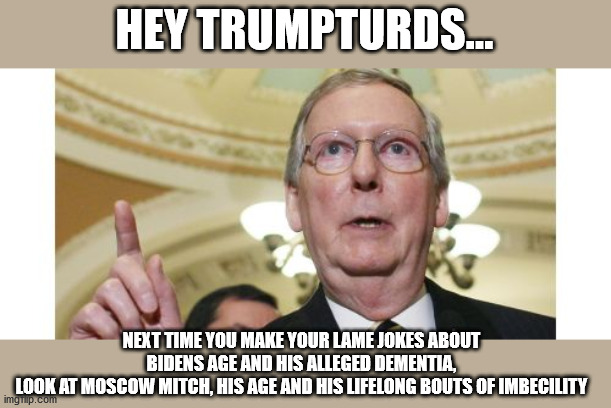 HEY TRUMPTURDS...
NEXT TIME YOU MAKE YOUR LAME JOKES ABOUT
BIDENS AGE AND HIS ALLEGED DEMENTIA,
LOOK AT MOSCOW MITCH, HIS AGE AND HIS LIFELONG BOUTS OF IMBECILITY
imgflip.com